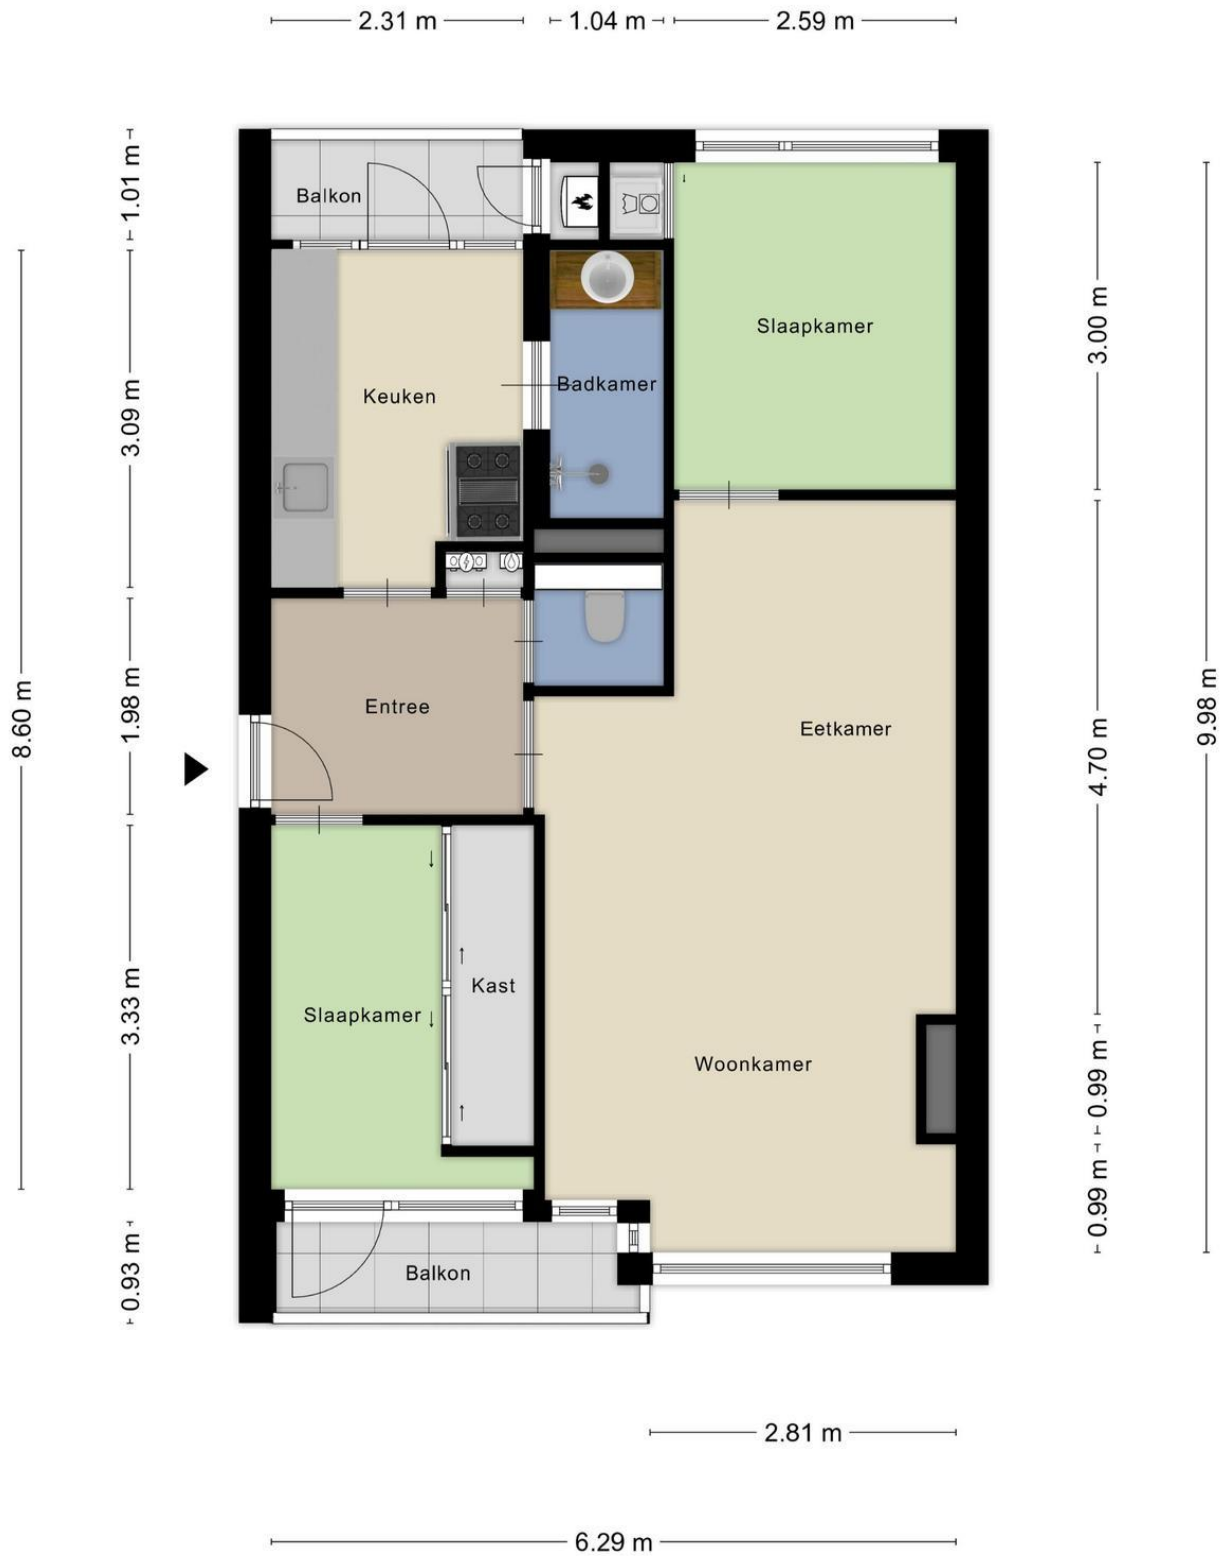 2.31 m
1.04 m
2.59 m
1.01 m
Balkon
3.00 m
Slaapkamer
Badkamer
Keuken
3.09 m
8.60 m
1.98 m
Entree
Eetkamer
4.70 m
9.98 m
Kast
Slaapkamer
3.33 m
Woonkamer
0.99 m
0.99 m
0.93 m
Balkon
2.81 m
6.29 m